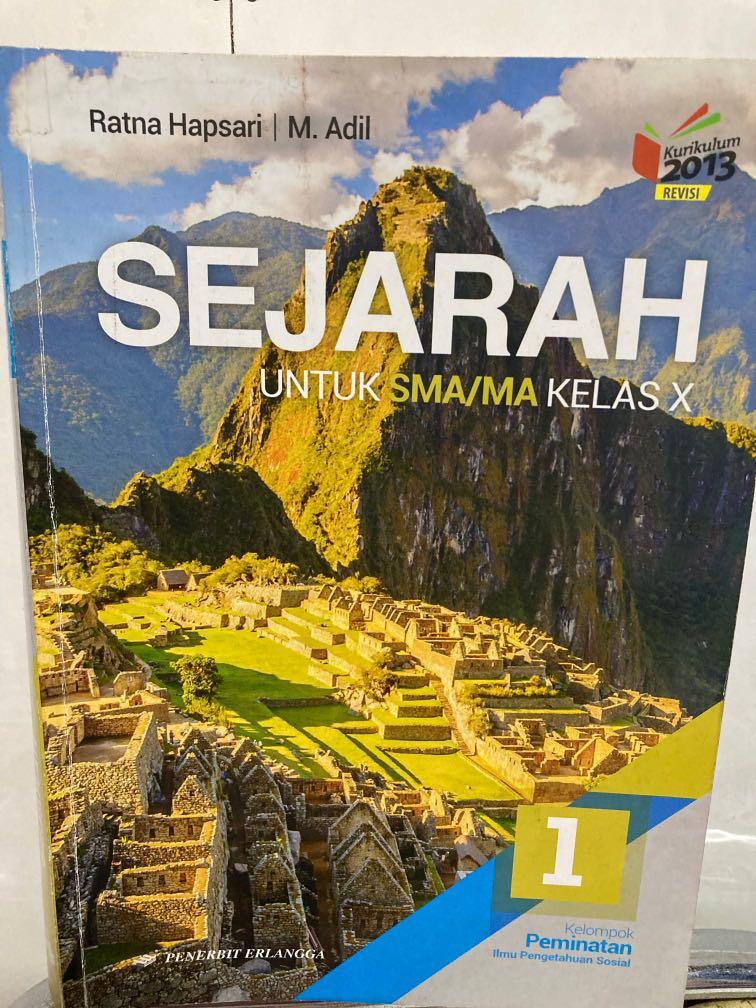 Ratna Hapsari | M. Adil
Kurikulum
2013
REVISI
SEJARAH
UNTUK SMA/MA KELAS X
1
Kelompok
Peminatan
Ilmu Pengetahuan Sosial
PENERBIT ERLANGGA